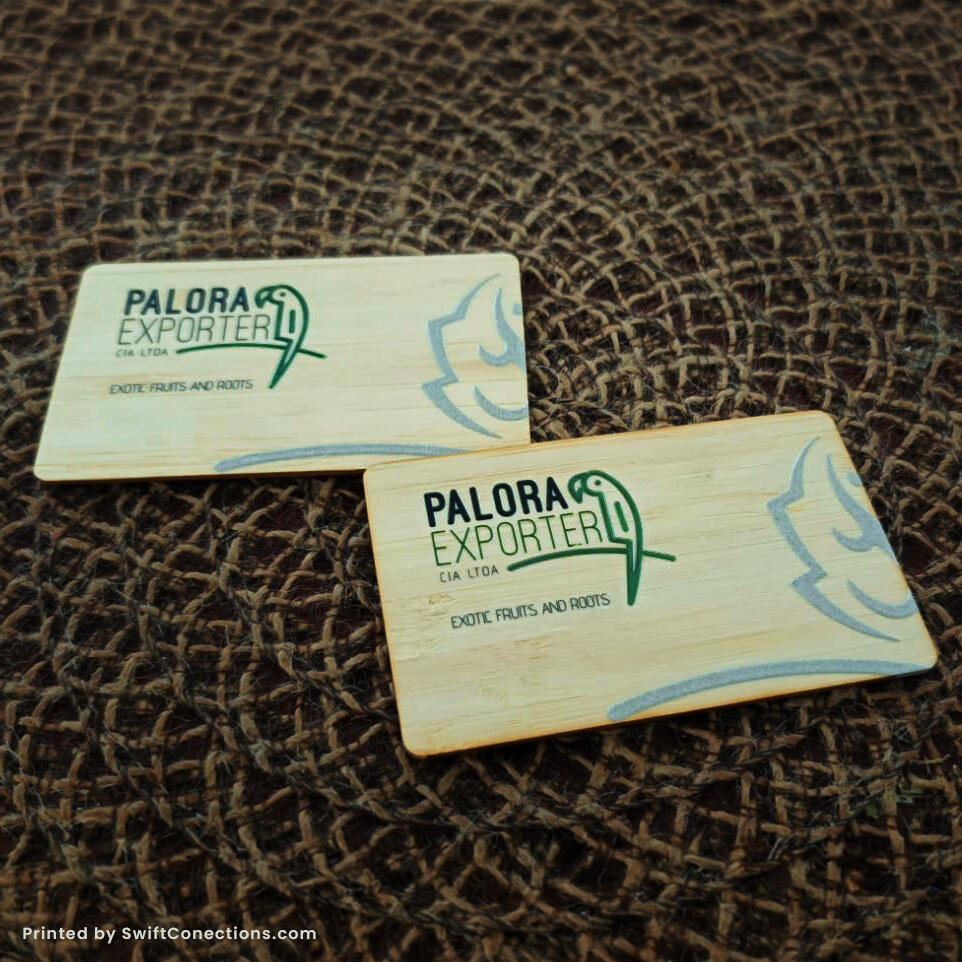 PALORA
EXPORTER
CIA LTDA
EXOTIC FRUITS AND ROOTS
PALORA
EXPORTER
CIA LTDA
EXOTIC FRUITS AND ROOTS
Printed by SwiftConections.com